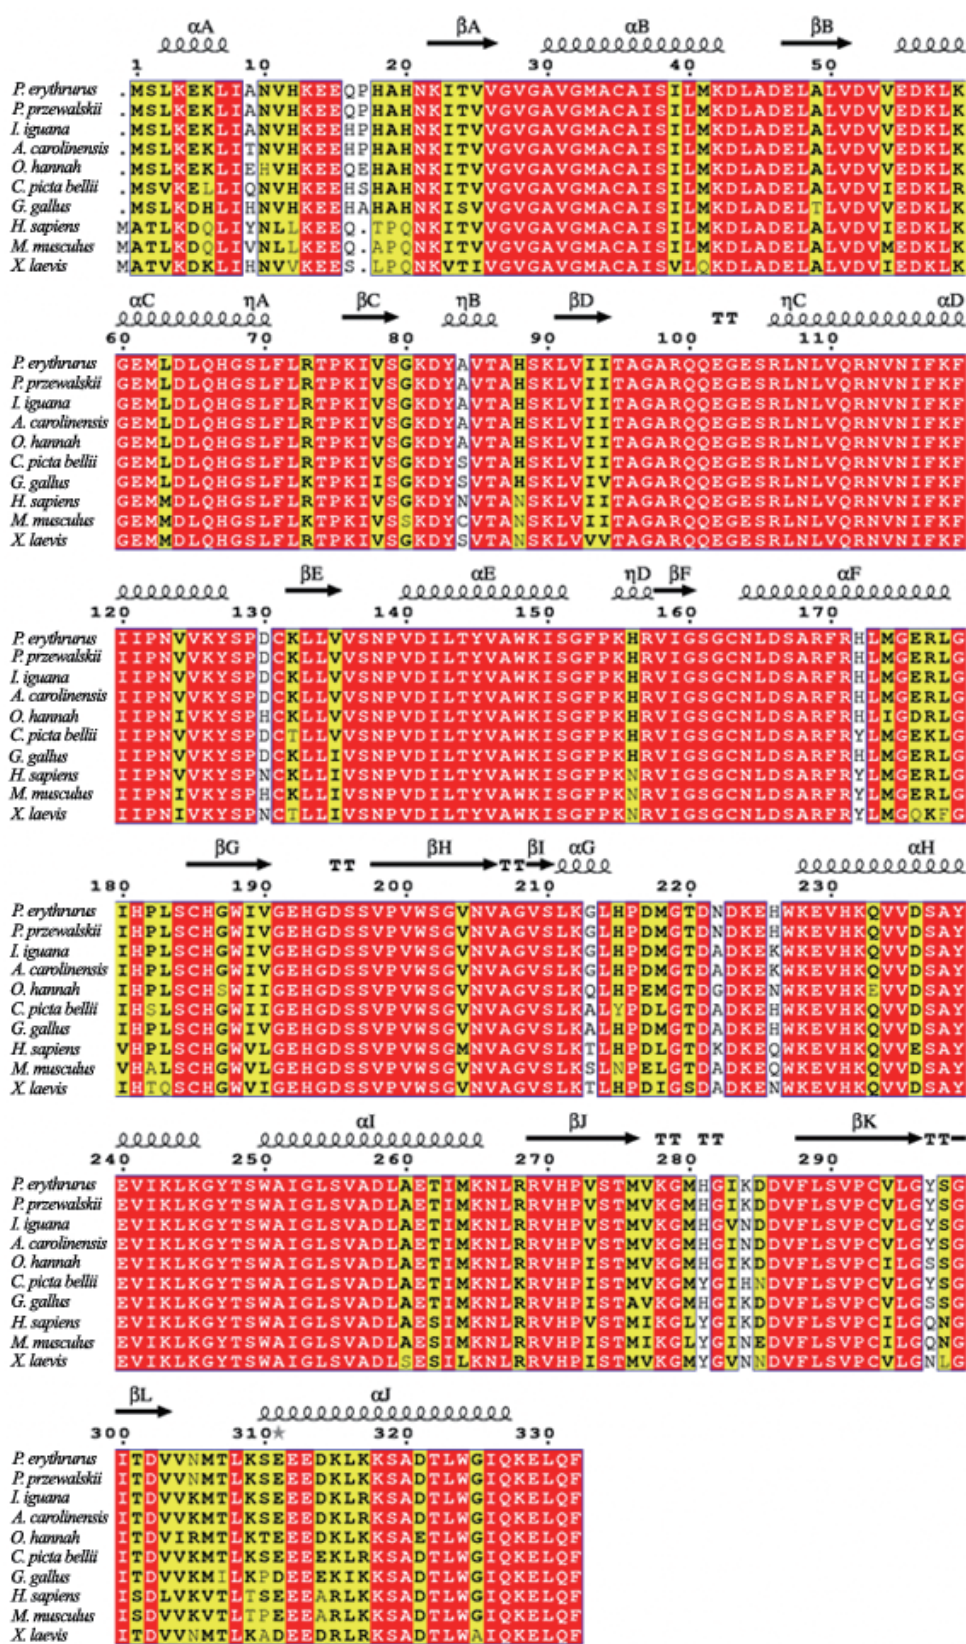 αA βA αB βB
1 10 20 30 40 50
P. erythrurus .MSLKEKLIANVHKEEQPHAHNKITVVGVGAVGMACAISILMKDLADELALVDVVEDKLK
P. przewalskii .MSLKEKLIANVHKEEQPHAHNKITVVGVGAVGMACAISILMKDLADELALVDVVEDKLK
I. iguana .MSLKEKLIANVHKEEHPHAHNKITVVGVGAVGMACAISILMKDLADELALVDVVEDKLK
A. carolinensis .MSLKEKLITNVHKEEHPHAHNKITVVGVGAVGMACAISILMKDLADELALVDVVEDKLK
O. hannah .MSLKEKLIEHVHKEEQEHAHNKITVVGVGAVGMACAISILMKDLADELALVDVVEDKLK
C. picta bellii .MSVKELLIQNVHKEEHSHAHNKITVVGVGAVGMACAISILMKDLADELALVDVIEDKLR
G. gallus .MSLKDHLIHNVHKEEHAHAHNKISVVGVGAVGMACAISILMKDLADELTLVDVVEDKLK
H. sapiens MATLKDQLIYNLLKEEQ.TPQNKITVVGVGAVGMACAISILMKDLADELALVDVIEDKLK
M. musculus MATLKDQLIVNLLKEEQ.APQNKITVVGVGAVGMACAISILMKDLADELALVDVMEDKLK
X. laevis MATVKDKLIHNVVKEES.LPQNKVTIVGVGAVGMACAISVLQKDLADELALVDVIEDKLK
αC ηA βC ηB βD ηC αD
TT
60 70 80 90 100 110
P. erythrurus GEMLDLQHGSLFLRTPKIVSGKDYAVTAHSKLVIITAGARQQEGESRLNLVQRNVNIFKF
P. przewalskii GEMLDLQHGSLFLRTPKIVSGKDYAVTAHSKLVIITAGARQQEGESRLNLVQRNVNIFKF
I. iguana GEMLDLQHGSLFLRTPKIVSGKDYAVTAHSKLVIITAGARQQEGESRLNLVQRNVNIFKF
A. carolinensis GEMLDLQHGSLFLRTPKIVSGKDYAVTAHSKLVIITAGARQQEGESRLNLVQRNVNIFKF
O. hannah GEMLDLQHGSLFLRTPKIVSGKDYAVTAHSKLVIITAGARQQEGESRLNLVQRNVNIFKF
C. picta bellii GEMLDLQHGSLFLRTPKIVSGKDYSVTAHSKLVIITAGARQQEGESRLNLVQRNVNIFKF
G. gallus GEMLDLQHGSLFLKTPKIISGKDYSVTAHSKLVIVTAGARQQEGESRLNLVQRNVNIFKF
H. sapiens GEMMDLQHGSLFLRTPKIVSGKDYNVTANSKLVIITAGARQQEGESRLNLVQRNVNIFKF
M. musculus GEMMDLQHGSLFLKTPKIVSSKDYCVTANSKLVIITAGARQQEGESRLNLVQRNVNIFKF
X. laevis GEMMDLQHGSLFLKTPKIVSGKDYSVTANSKLVVVTAGARQQEGESRLNLVQRNVNIFKF
βE αE ηD βF αF
120 130 140 150 160 170
P. erythrurus IIPNVVKYSPDCKLLVVSNPVDILTYVAWKISGFPKHRVIGSGCNLDSARFRHLMGERLG
P. przewalskii IIPNVVKYSPDCKLLVVSNPVDILTYVAWKISGFPKHRVIGSGCNLDSARFRHLMGERLG
I. iguana IIPNVVKYSPDCKLLVVSNPVDILTYVAWKISGFPKHRVIGSGCNLDSARFRHLMGERLG
A. carolinensis IIPNVVKYSPDCKLLVVSNPVDILTYVAWKISGFPKHRVIGSGCNLDSARFRHLMGERLG
O. hannah IIPNIVKYSPHCKLLVVSNPVDILTYVAWKISGFPKHRVIGSGCNLDSARFRHLIGDRLG
C. picta bellii IIPNVVKYSPDCTLLVVSNPVDILTYVAWKISGFPKHRVIGSGCNLDSARFRYLMGEKLG
G. gallus IIPNVVKYSPDCKLLIVSNPVDILTYVAWKISGFPKHRVIGSGCNLDSARFRHLMGERLG
H. sapiens IIPNVVKYSPNCKLLIVSNPVDILTYVAWKISGFPKNRVIGSGCNLDSARFRYLMGERLG
M. musculus IIPNIVKYSPHCKLLIVSNPVDILTYVAWKISGFPKNRVIGSGCNLDSARFRYLMGERLG
X. laevis IIPNIVKYSPNCTLLIVSNPVDILTYVAWKISGFPKNRVIGSGCNLDSARFRYLMGQKFG
βG βH βI αG αH
TT TT
180 190 200 210 220 230
P. erythrurus IHPLSCHGWIVGEHGDSSVPVWSGVNVAGVSLKGLHPDMGTDNDKEHWKEVHKQVVDSAY
P. przewalskii IHPLSCHGWIVGEHGDSSVPVWSGVNVAGVSLKGLHPDMGTDNDKEHWKEVHKQVVDSAY
I. iguana IHPLSCHGWIVGEHGDSSVPVWSGVNVAGVSLKGLHPDMGTDADKEKWKEVHKQVVDSAY
A. carolinensis IHPLSCHGWIVGEHGDSSVPVWSGVNVAGVSLKGLHPDMGTDADKEHWKEVHKQVVDSAY
O. hannah IHPLSCHSWIIGEHGDSSVPVWSGVNVAGVSLKQLHPEMGTDGDKENWKEVHKEVVDSAY
C. picta bellii IHSLSCHGWIIGEHGDSSVPVWSGVNVAGVSLKALYPDLGTDADKEHWKEVHKQVVDSAY
G. gallus IHPLSCHGWIVGEHGDSSVPVWSGVNVAGVSLKALHPDMGTDADKEHWKEVHKQVVDSAY
H. sapiens VHPLSCHGWVLGEHGDSSVPVWSGMNVAGVSLKTLHPDLGTDKDKEQWKEVHKQVVESAY
M. musculus VHALSCHGWVLGEHGDSSVPVWSGVNVAGVSLKSLNPELGTDADKEQWKEVHKQVVDSAY
X. laevis IHTQSCHGWVIGEHGDSSVPVWSGVNVAGVSLKTLHPDIGSDADKENWKEVHKQVVDSAY
αI βJ βK
TT TT TT
240 250 260 270 280 290
P. erythrurus EVIKLKGYTSWAIGLSVADLAETIMKNLRRVHPVSTMVKGMHGIKDDVFLSVPCVLGYSG
P. przewalskii EVIKLKGYTSWAIGLSVADLAETIMKNLRRVHPVSTMVKGMHGIKDDVFLSVPCVLGYSG
I. iguana EVIKLKGYTSWAIGLSVADLAETIMKNLRRVHPVSTMVKGMHGVNDDVFLSVPCVLGYSG
A. carolinensis EVIKLKGYTSWAIGLSVADLAETIMKNLRRVHPVSTMVKGMHGINDDVFLSVPCVLGYSG
O. hannah EVIKLKGYTSWAIGLSVADLAETIMKNLRRVHPISTMVKGMHGIKDDVFLSVPCILGSSG
C. picta bellii EVIKLKGYTSWAIGLSVADLAETIMKNLRRVHPISTMVKGMYGIHNDVFLSVPCVLGYSG
G. gallus EVIKLKGYTSWAIGLSVADLAETIMKNLRRVHPISTAVKGMHGIKDDVFLSVPCVLGSSG
H. sapiens EVIKLKGYTSWAIGLSVADLAESIMKNLRRVHPVSTMIKGLYGIKDDVFLSVPCILGQNG
M. musculus EVIKLKGYTSWAIGLSVADLAESIMKNLRRVHPISTMIKGLYGINEDVFLSVPCILGQNG
X. laevis EVIKLKGYTSWAIGLSVADLSESILKNLRRVHPISTMVKGMYGVNNDVFLSVPCVLGNLG
βL αJ
300 310 320 330
P. erythrurus ITDVVNMTLKSEEEDKLKKSADTLWGIQKELQF
P. przewalskii ITDVVNMTLKSEEEDKLKKSADTLWGIQKELQF
I. iguana ITDVVKMTLKSEEEDKLRKSADTLWGIQKELQF
A. carolinensis ITDVVKMTLKSEEEDKLRKSADTLWGIQKELQF
O. hannah ITDVIRMTLKTEEEDKLRKSAETLWGIQKELQF
C. picta bellii ITDVVKMTLKSEEEEKLRKSADTLWGIQKELQF
G. gallus ITDVVKMILKPDEEEKIKKSADTLWGIQKELQF
H. sapiens ISDLVKVTLTSEEEARLKKSADTLWGIQKELQF
M. musculus ISDVVKVTLTPEEEARLKKSADTLWGIQKELQF
X. laevis ITDVVNMTLKADEEDRLRKSADTLWAIQKELQF